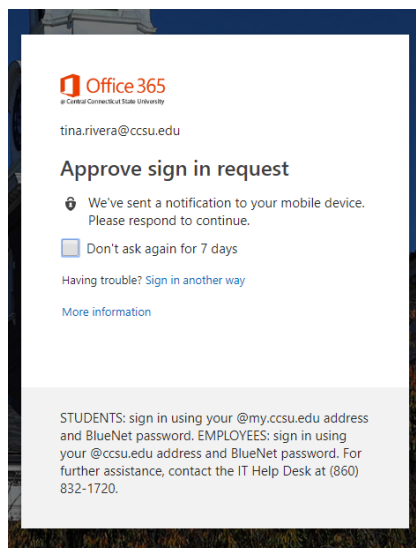 Office 365
@ Central Connecticut State University
tina.rivera@ccsu.edu
Approve sign in request
We've sent a notification to your mobile device.
Please respond to continue.
Don't ask again for 7 days
Having trouble? Sign in another way
More information
STUDENTS: sign in using your @my.ccsu.edu address
and BlueNet password. EMPLOYEES: sign in using
your @ccsu.edu address and BlueNet password. For
further assistance, contact the IT Help Desk at (860)
832-1720.